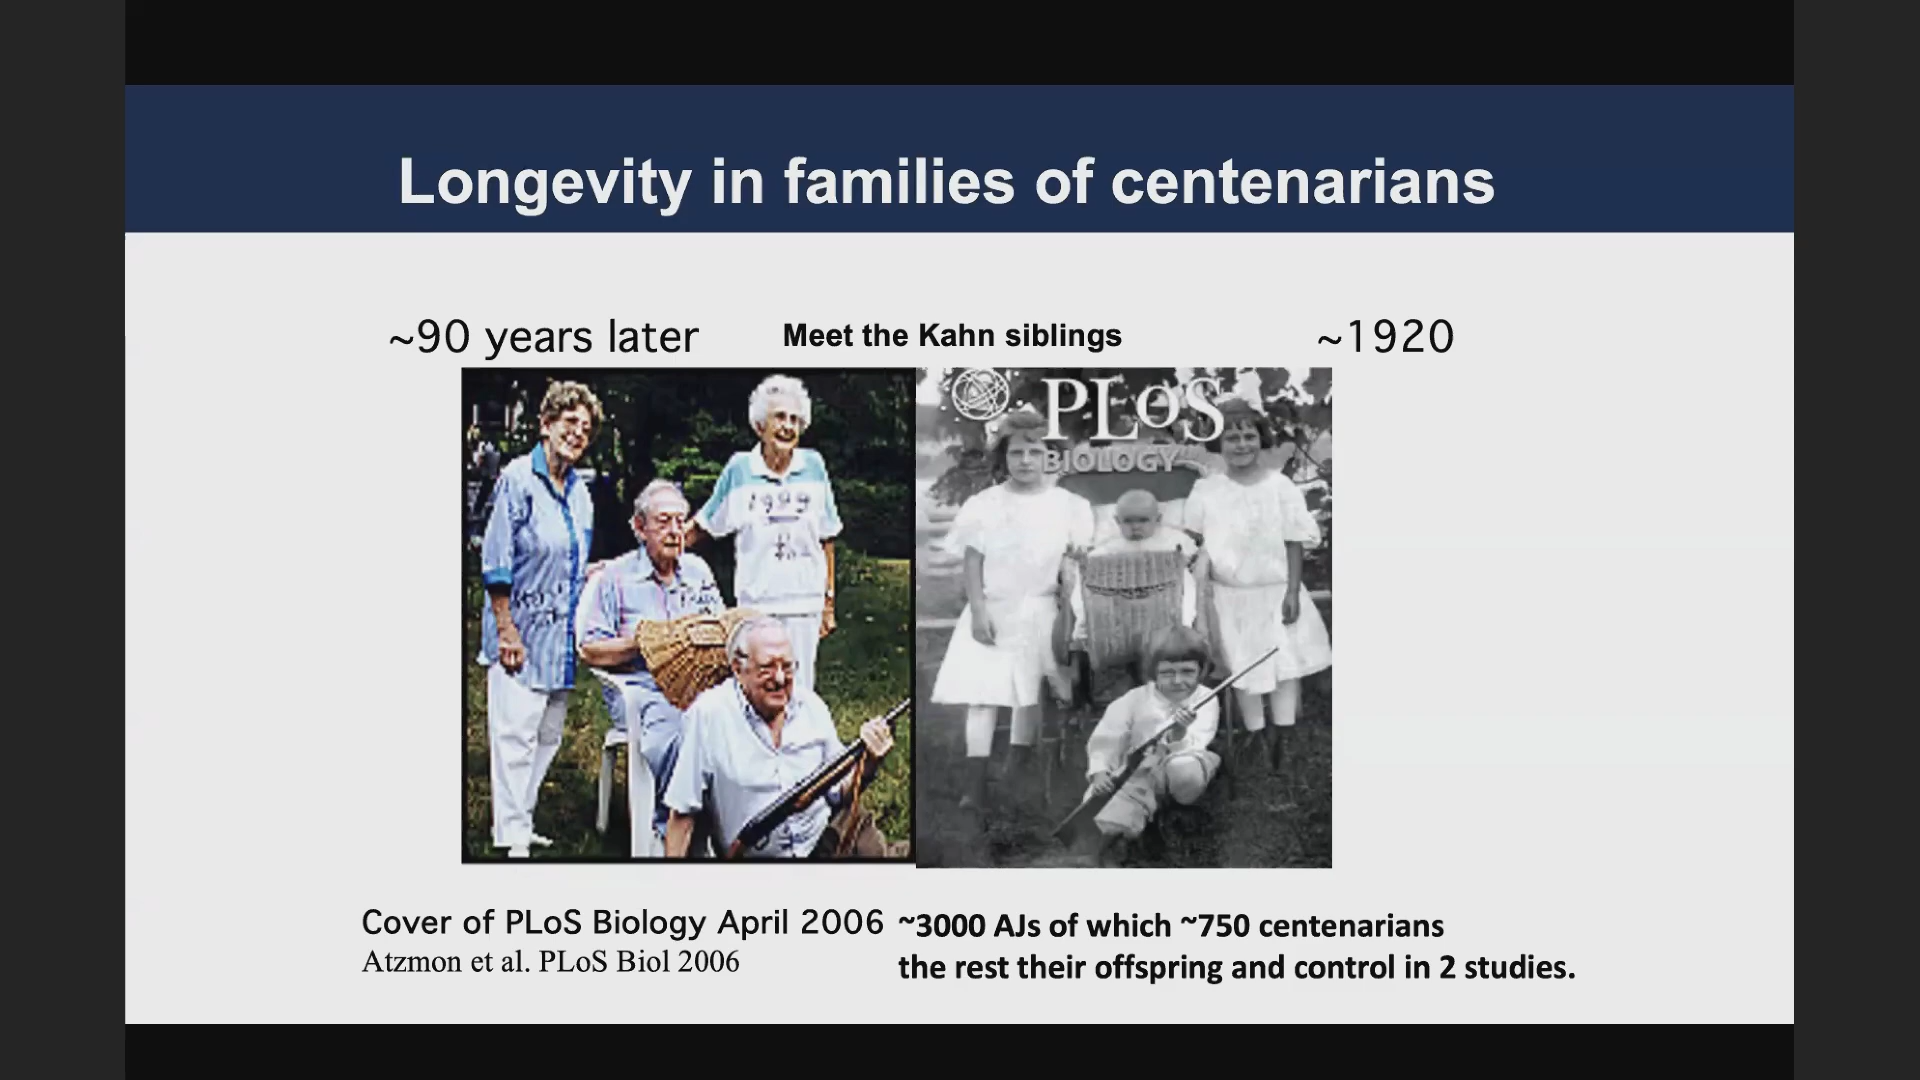 Longevity in families of centenarians
~90 years later
Meet the Kahn siblings
~1920
PLoS
BIOLOGY
1999
Cover of PLoS Biology April 2006
Atzmon et al. PLoS Biol 2006
~3000 AJs of which ~750 centenarians
the rest their offspring and control in 2 studies.